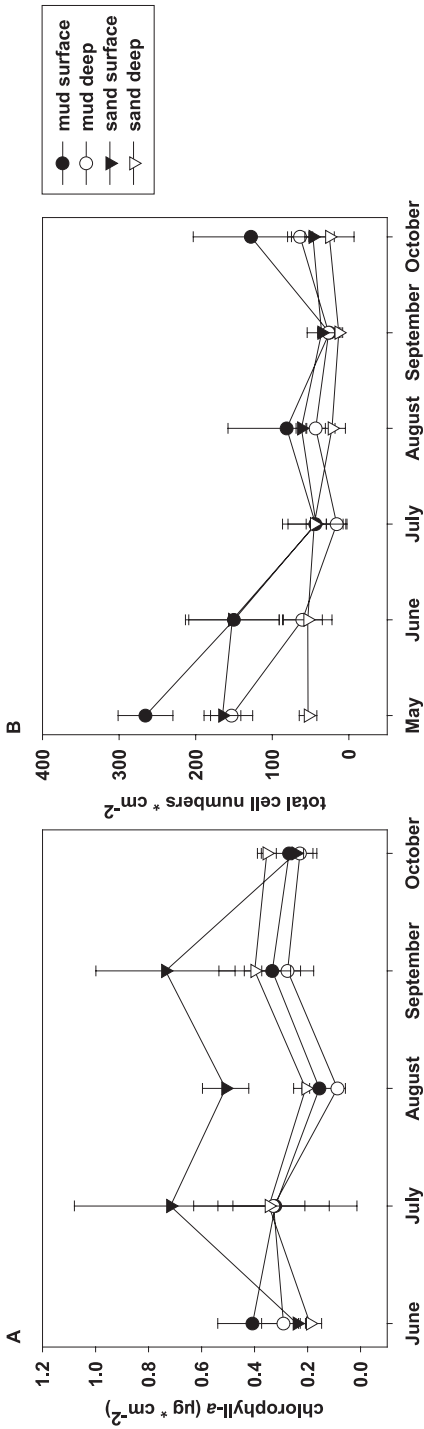 A
chlorophyll-a (µg * cm-2)
1.2
1.0
0.8
0.6
0.4
0.2
0.0
June
July
August
September
October
B
total cell numbers * cm-2
400
300
200
100
0
May
June
July
August
September
October
mud surface
mud deep
sand surface
sand deep